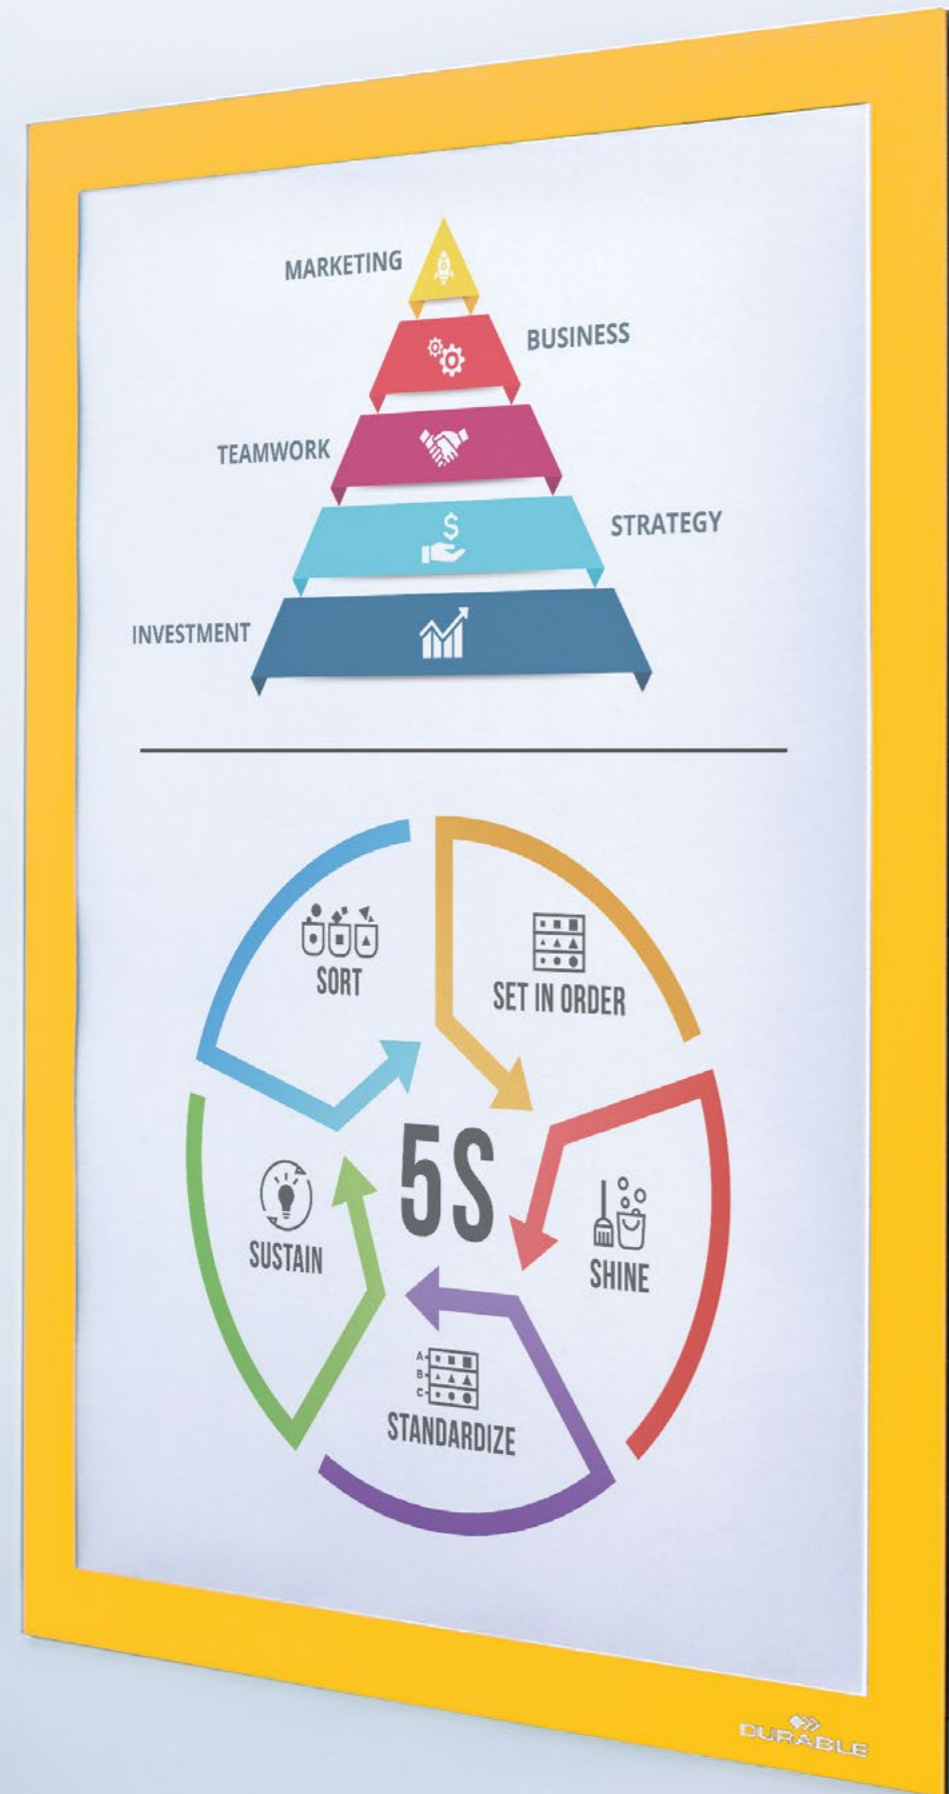 MARKETING
BUSINESS
TEAMWORK
$
STRATEGY
INVESTMENT
SORT
SET IN ORDER
5S
SUSTAIN
SHINE
A
B
C
STANDARDIZE
DURABLE